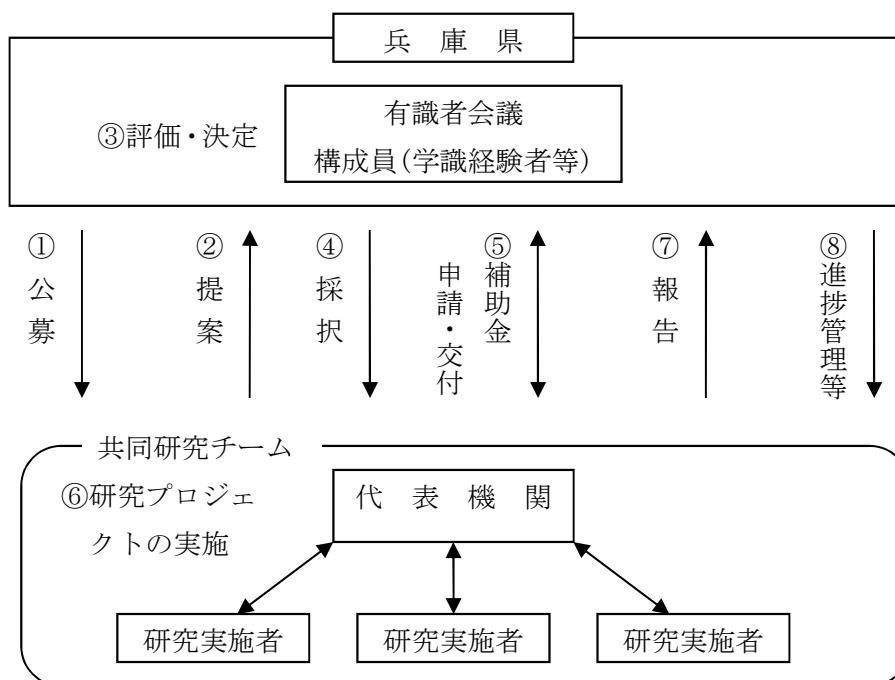 兵　庫　県
③評価・決定
有識者会議
構成員(学識経験者等)
①公募
②提案
④採択
⑤補助金
申請・交付
⑦報告
⑧進捗管理等
共同研究チーム
⑥研究プロジェ
クトの実施
代　表　機　関
研究実施者
研究実施者
研究実施者